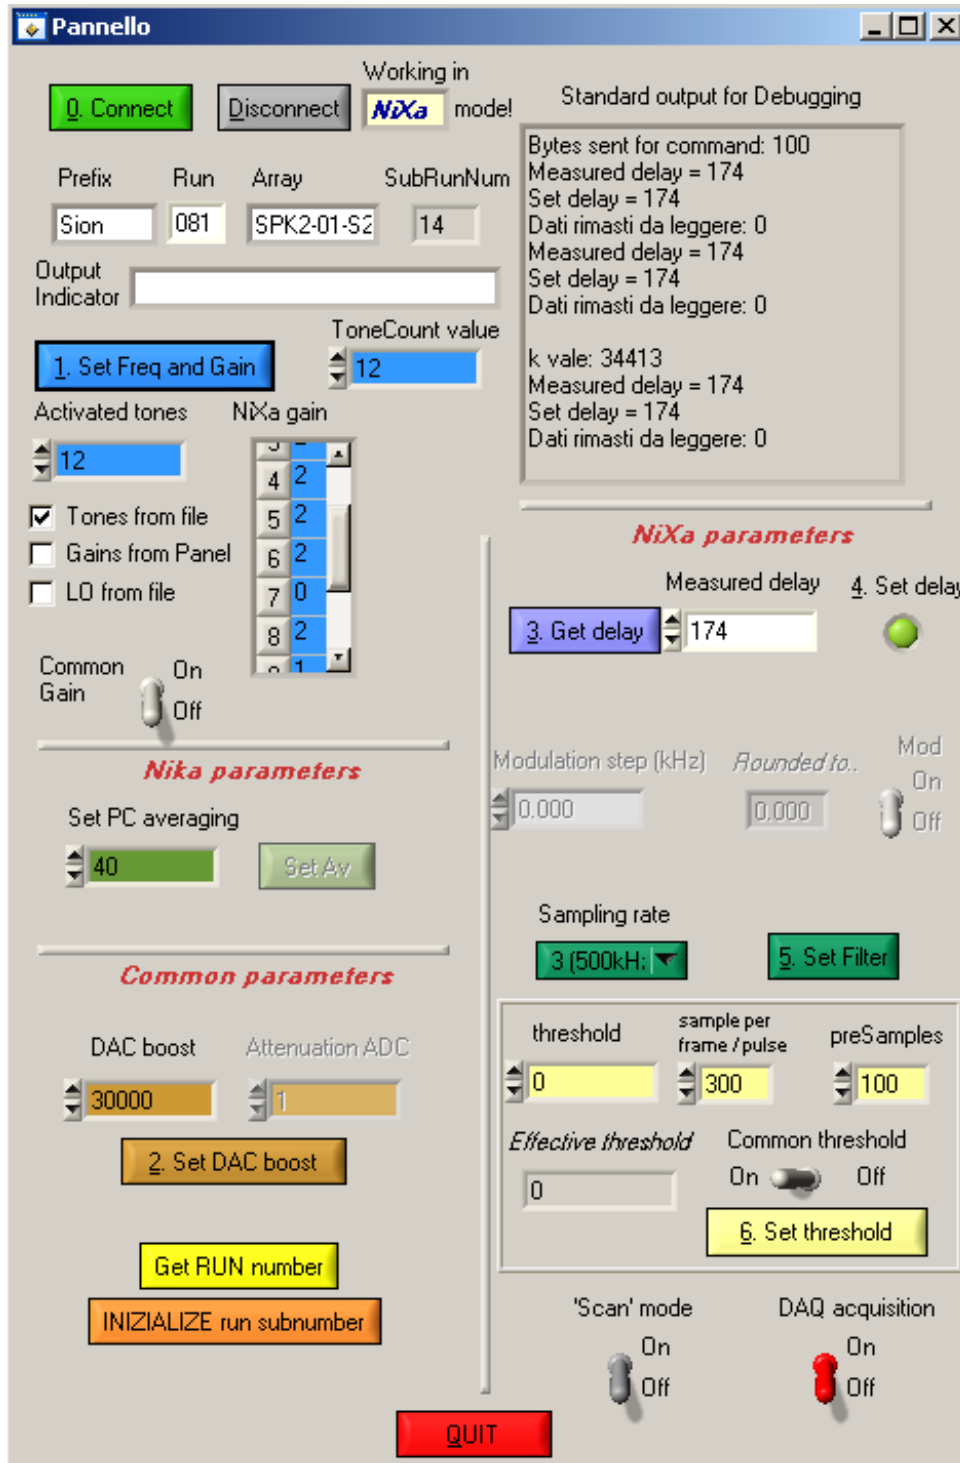 Pannello
0. Connect
Disconnect
Working in
NiXa mode!
Standard output for Debugging
Prefix Run Array SubRunNum
Sion 081 SPK2-01-S2 14
Output
Indicator
Bytes sent for command: 100
Measured delay = 174
Set delay = 174
Dati rimasti da leggere: 0
Measured delay = 174
Set delay = 174
Dati rimasti da leggere: 0
k vale: 34413
Measured delay = 174
Set delay = 174
Dati rimasti da leggere: 0
1. Set Freq and Gain
ToneCount value
12
Activated tones
12
NiXa gain
4 2
5 2
6 2
7 0
8 2
Tones from file
Gains from Panel
LO from file
Common
Gain
On
Off
NiXa parameters
Measured delay
4. Set delay
3. Get delay
174
Modulation step (kHz)
Rounded to..
Mod
On
Off
0.000
0.000
Nika parameters
Set PC averaging
40
Set Av
Sampling rate
3 (500kH
5. Set Filter
Common parameters
DAC boost
Attenuation ADC
30000
1
2. Set DAC boost
threshold
sample per
frame / pulse
preSamples
0
300
100
Effective threshold
0
Common threshold
On Off
6. Set threshold
Get RUN number
INIZIALIZE run subnumber
'Scan' mode
On
Off
DAQ acquisition
On
Off
QUIT